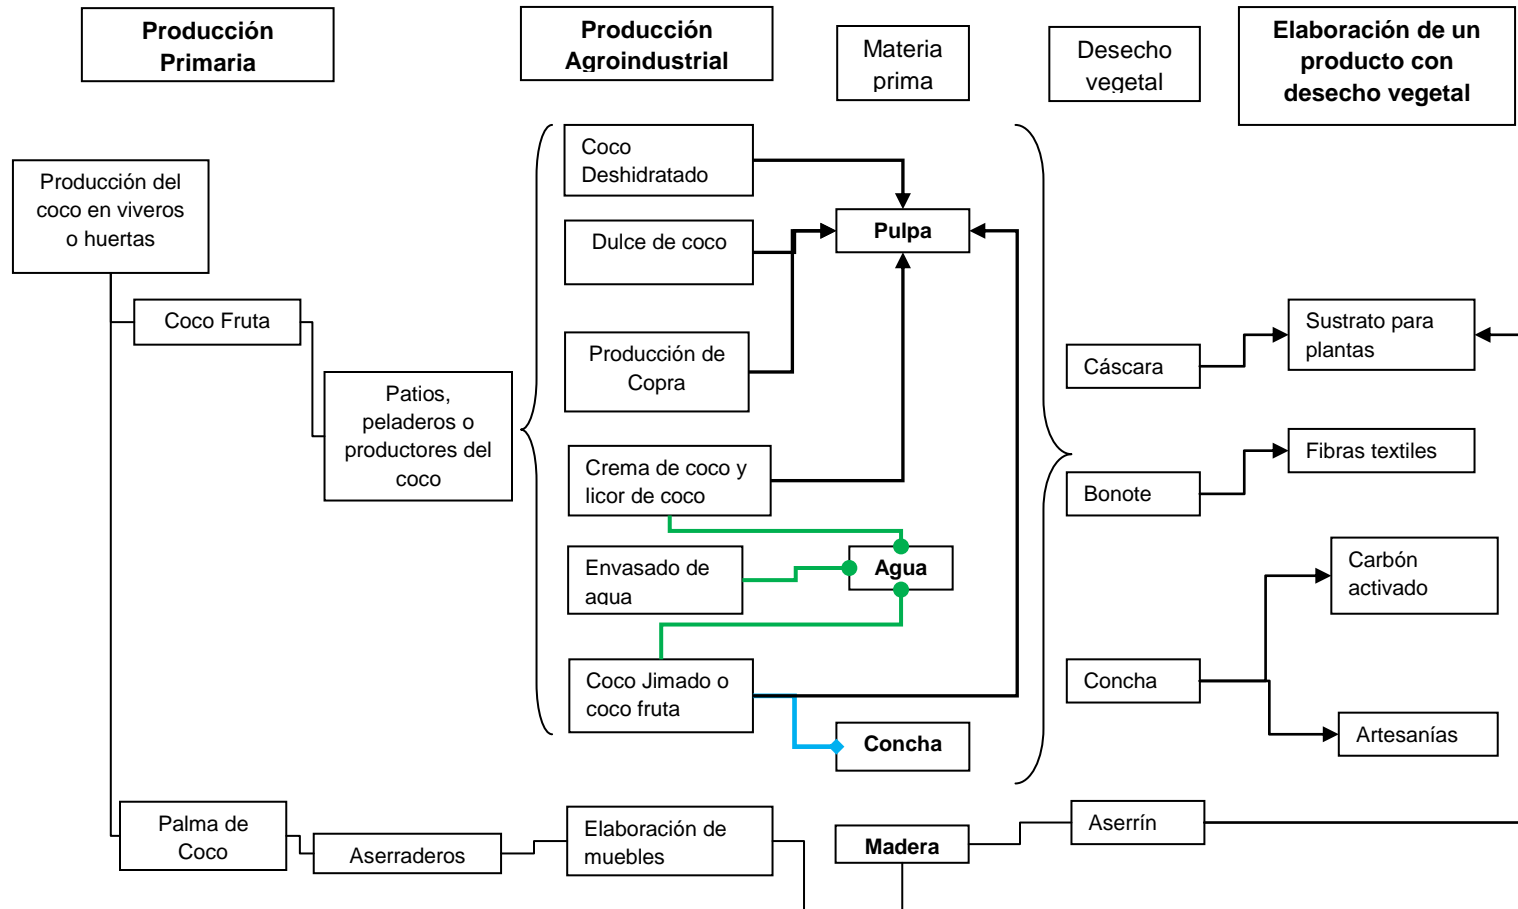 Producción
Primaria
Producción
Agroindustrial
Materia
prima
Desecho
vegetal
Elaboración de un
producto con
desecho vegetal
Producción del
coco en viveros
o huertas
Coco Fruta
Patios,
peladeros o
productores del
coco
Coco
Deshidratado
Dulce de coco
Producción de
Copra
Crema de coco y
licor de coco
Envasado de
agua
Coco Jimado o
coco fruta
Pulpa
Agua
Concha
Cáscara
Bonote
Concha
Sustrato para
plantas
Fibras textiles
Carbón
activado
Artesanías
Palma de
Coco
Aserraderos
Elaboración de
muebles
Madera
Aserrín